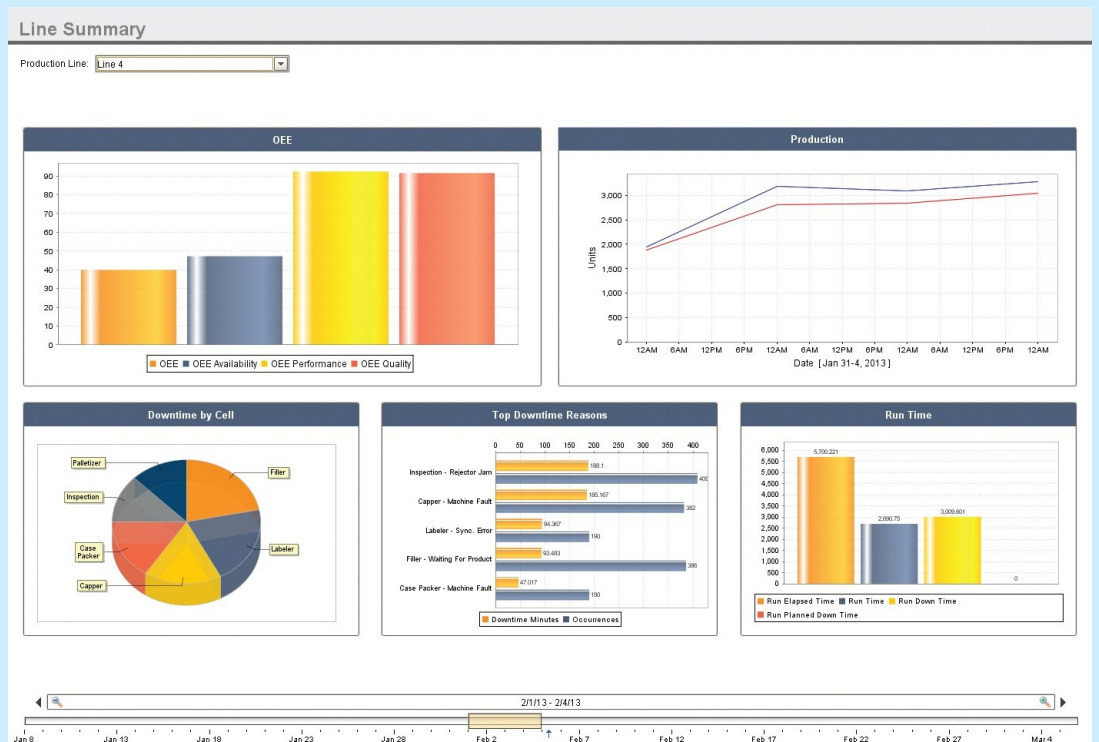 Line Summary
Production Line: Line 4
OEE
90
80
70
60
50
40
30
20
10
0
OEE OEE Availability OEE Performance OEE Quality
Production
Units
3,000
2,500
2,000
1,500
1,000
500
0
12AM 6AM 12PM 6PM 12AM 6AM 12PM 6PM 12AM 6AM 12PM 6PM 12AM
Date [Jan 31-4, 2013]
Downtime by Cell
Palletizer
Filler
Inspection
Labeler
Case
Packer
Capper
Top Downtime Reasons
0 50 100 150 200 250 300 350 400
Inspection - Rejector Jam 188.1
Capper - Machine Fault 185.167
382
Labeler - Sync. Error 94.367
190
Filler - Waiting For Product 93.483
386
Case Packer - Machine Fault 47.017
190
Downtime Minutes Occurrences
Run Time
6,000
5,500
5,000
4,500
4,000
3,500
3,000
2,500
2,000
1,500
1,000
500
0
5,700.221
2,690.75
3,009.601
0
Run Elapsed Time Run Time Run Down Time
Run Planned Down Time
2/1/13 - 2/4/13
Jan 8 Jan 13 Jan 18 Jan 23 Jan 28 Feb 2 Feb 7 Feb 12 Feb 17 Feb 22 Feb 27 Mar 4